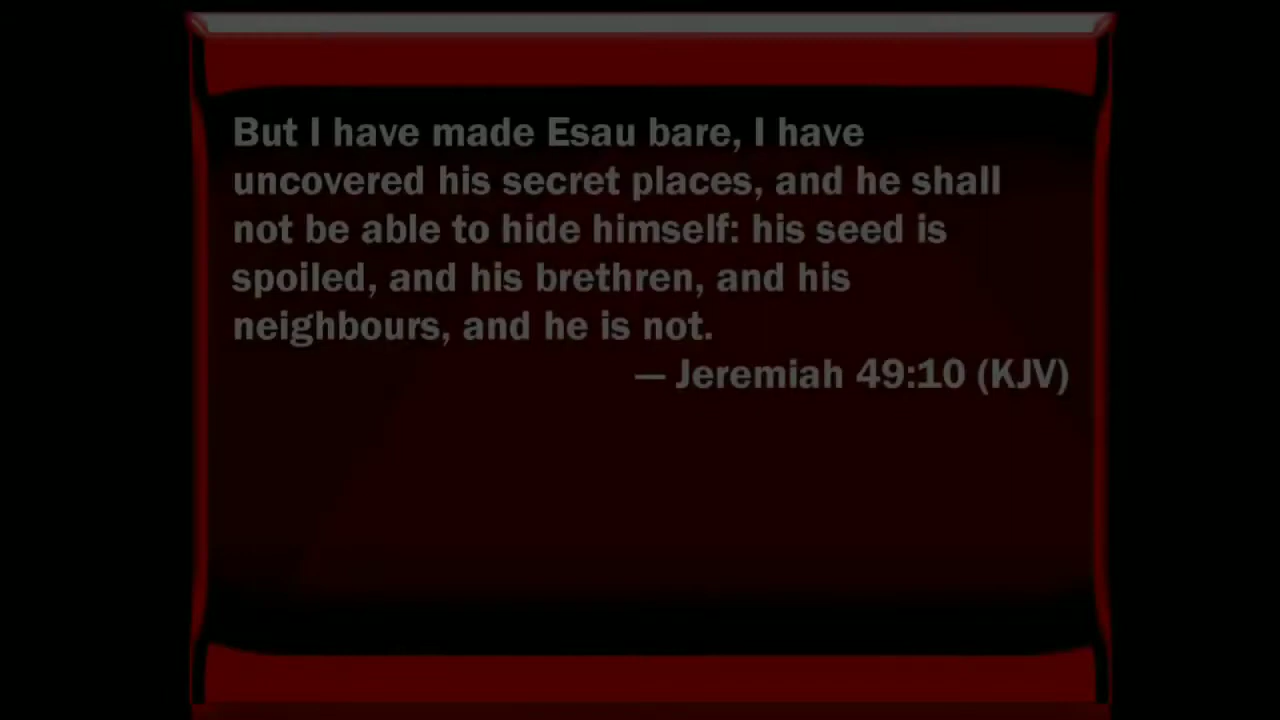 But I have made Esau bare, I have
uncovered his secret places, and he shall
not be able to hide himself: his seed is
spoiled, and his brethren, and his
neighbours, and he is not.
— Jeremiah 49:10 (KJV)